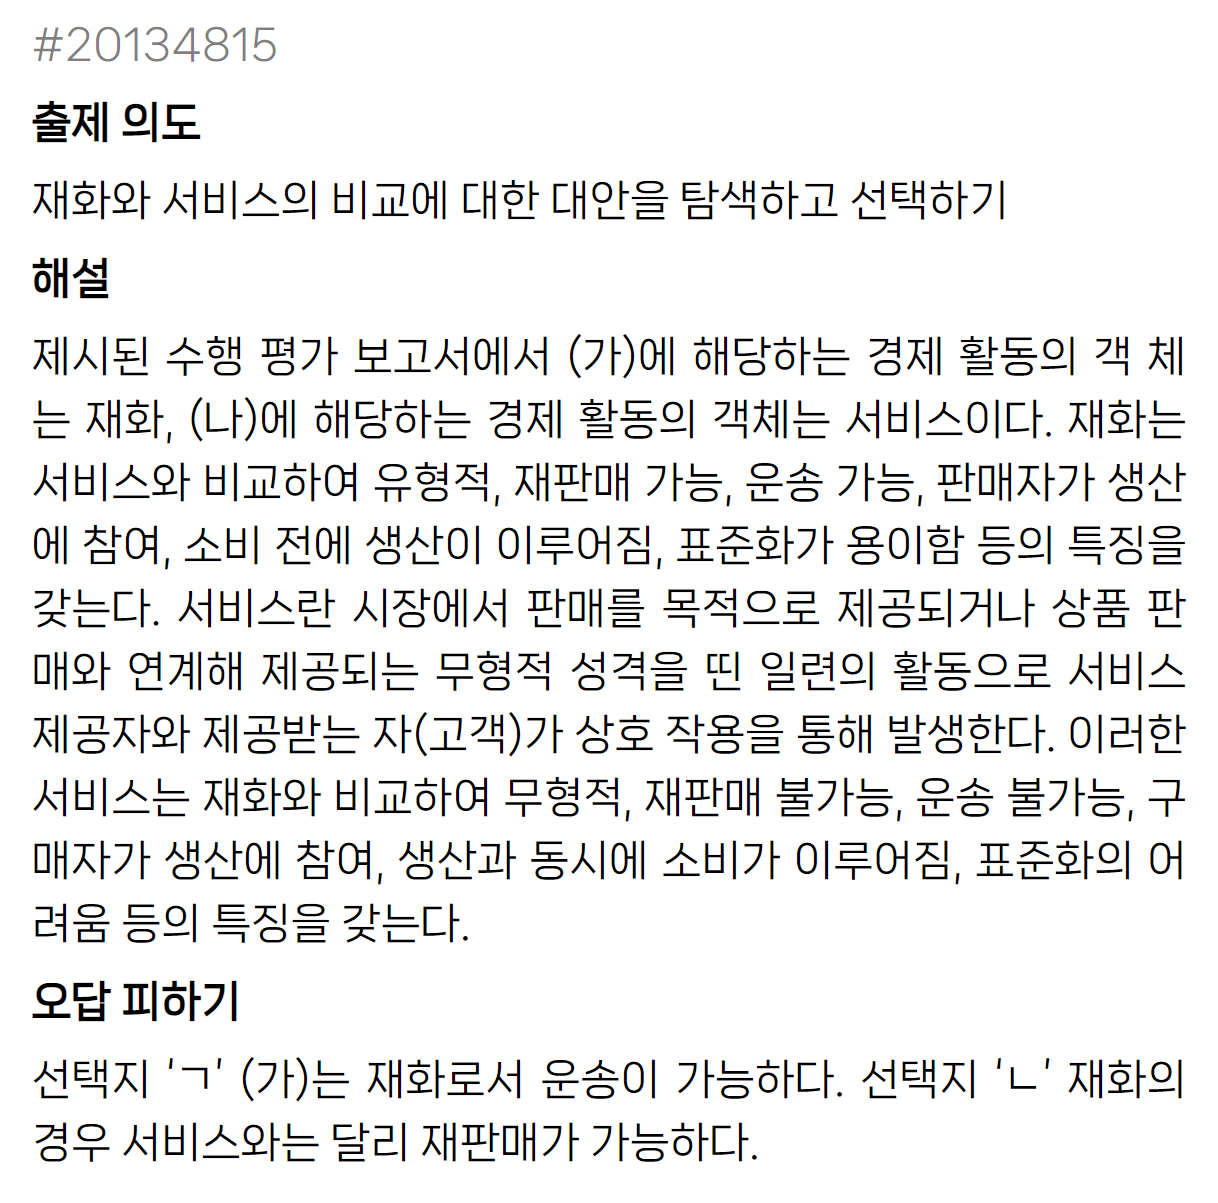 #20134815
출제 의도
재화와 서비스의 비교에 대한 대안을 탐색하고 선택하기
해설
제시된 수행 평가 보고서에서 (가)에 해당하는 경제 활동의 객 체
는 재화, (나)에 해당하는 경제 활동의 객체는 서비스이다. 재화는
서비스와 비교하여 유형적, 재판매 가능, 운송 가능, 판매자가 생산
에 참여, 소비 전에 생산이 이루어짐, 표준화가 용이함 등의 특징을
갖는다. 서비스란 시장에서 판매를 목적으로 제공되거나 상품 판
매와 연계해 제공되는 무형적 성격을 띤 일련의 활동으로 서비스
제공자와 제공받는 자(고객)가 상호 작용을 통해 발생한다. 이러한
서비스는 재화와 비교하여 무형적, 재판매 불가능, 운송 불가능, 구
매자가 생산에 참여, 생산과 동시에 소비가 이루어짐, 표준화의 어
려움 등의 특징을 갖는다.
오답 피하기
선택지 ‘ㄱ’ (가)는 재화로서 운송이 가능하다. 선택지 ‘ㄴ’ 재화의
경우 서비스와는 달리 재판매가 가능하다.